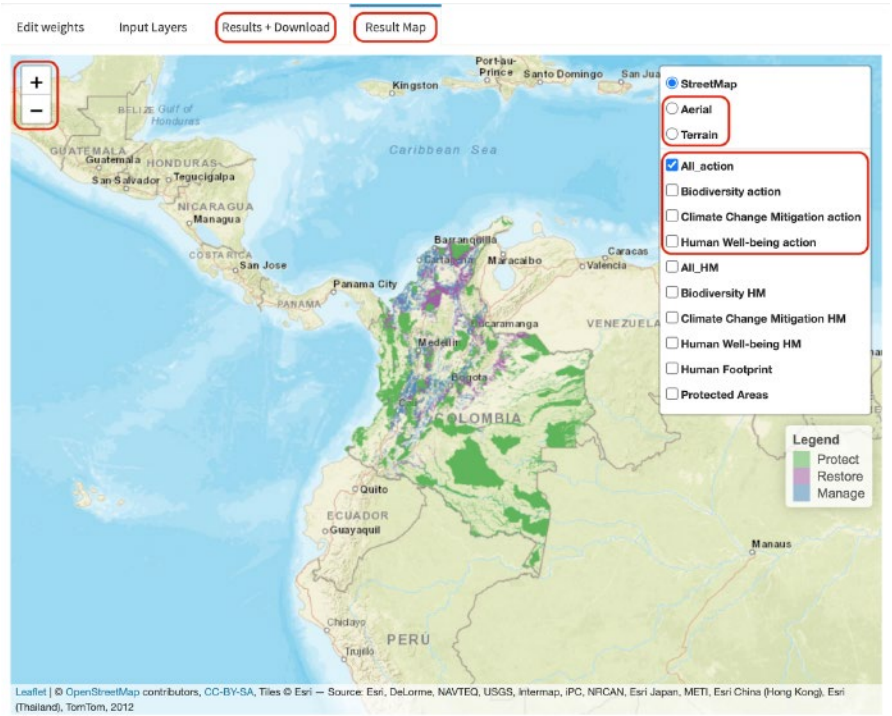 Edit weights
Input Layers
Results + Download
Result Map
+
−
Port-au-
Prince
Santo Domingo
San Jua
Kingston
BELIZE
Gulf of
Honduras
GUATEMALA
Guatemala
HONDURAS
San Salvador
Tegucigalpa
Caribbean Sea
NICARAGUA
Managua
COSTA RICA
San Jose
Barranquilla
Cartagena
Maracaibo
Caracas
Valencia
Panama City
PANAMA
VENEZUELA
ucaramanga
Medellín
Bogota
Cali
COLOMBIA
Quito
ECUADOR
Guayaquil
Manaus
Chiclayo
PERÚ
Trujillo
StreetMap
Aerial
Terrain
All_action
Biodiversity action
Climate Change Mitigation action
Human Well-being action
All_HM
Biodiversity HM
Climate Change Mitigation HM
Human Well-being HM
Human Footprint
Protected Areas
Legend
Protect
Restore
Manage
Leaflet | © OpenStreetMap contributors, CC-BY-SA, Tiles © Esri — Source: Esri, DeLorme, NAVTEQ, USGS, Intermap, iPC, NRCAN, Esri Japan, METI, Esri China (Hong Kong), Esri
(Thailand), TomTom, 2012